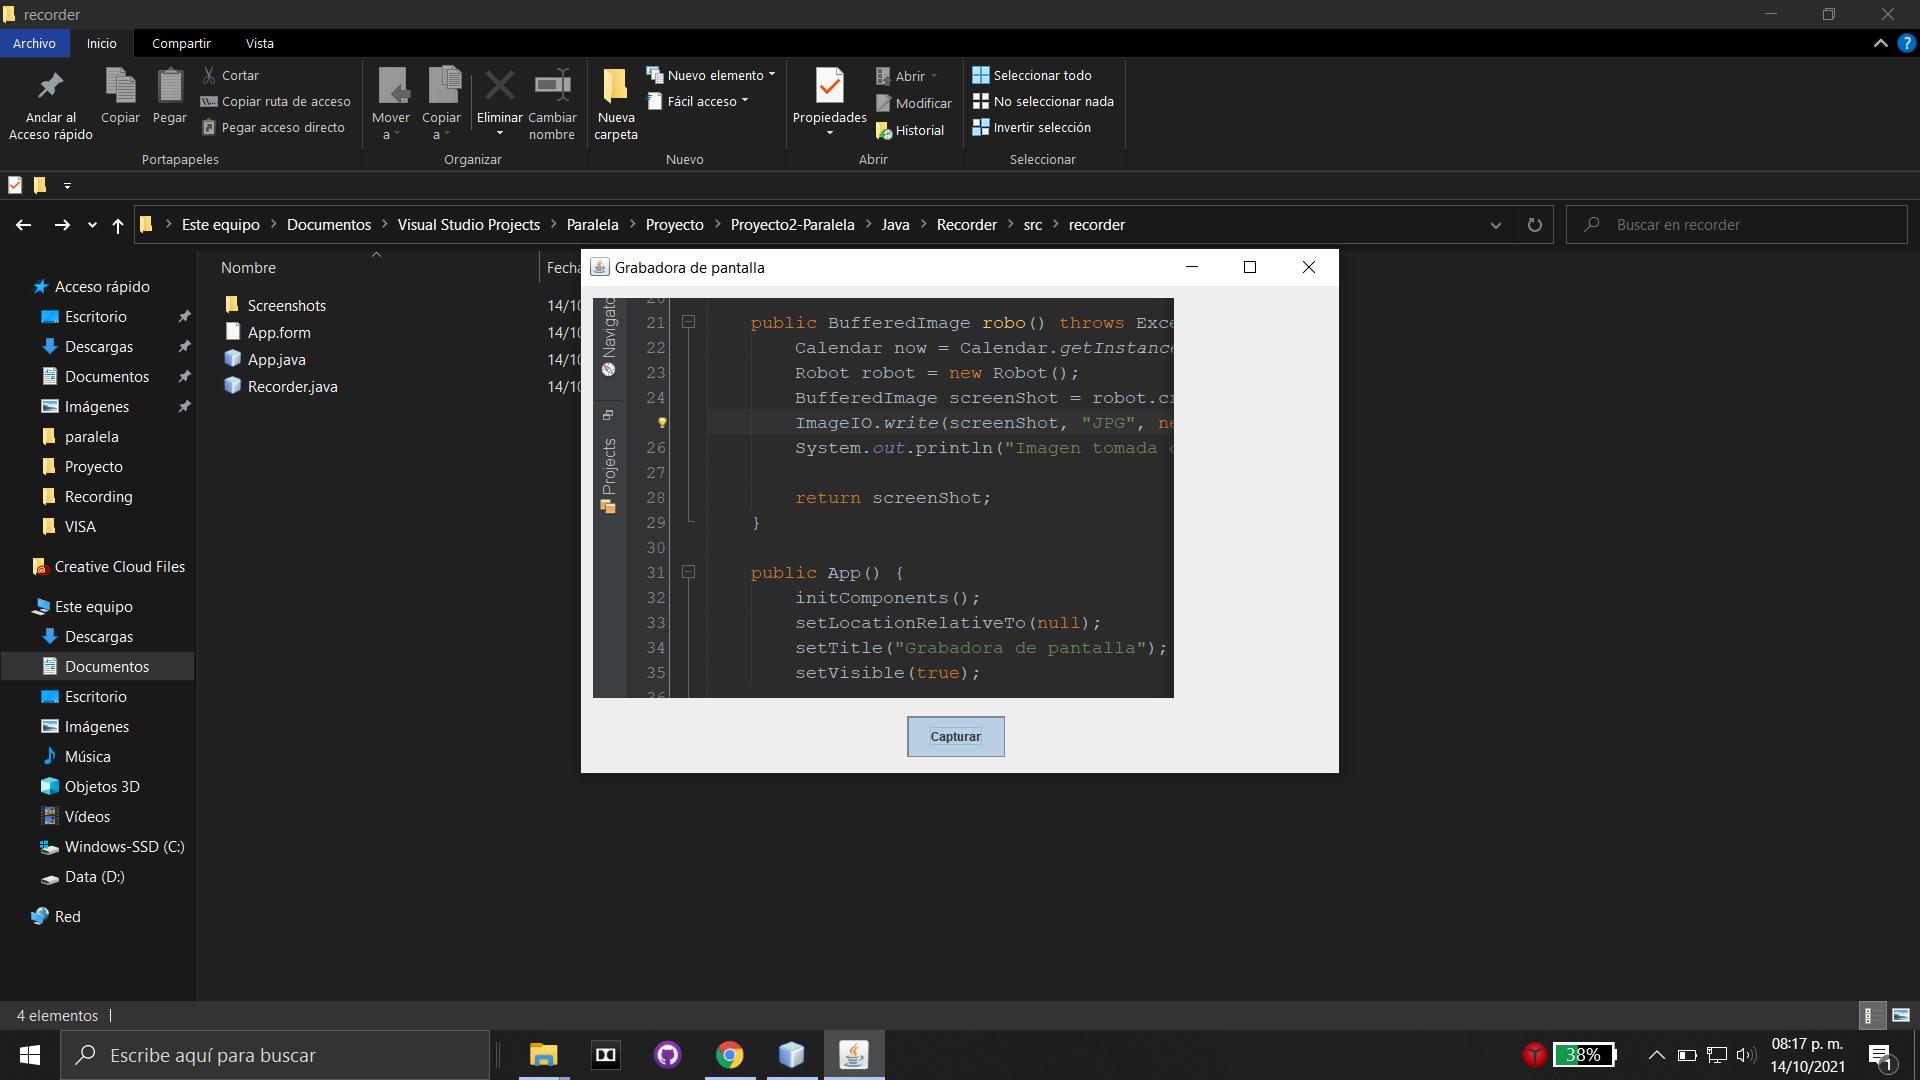 recorder
Archivo Inicio Compartir Vista
Anclar al
Acceso rápido
Copiar
Pegar
Cortar
Copiar ruta de acceso
Pegar acceso directo
Portapapeles
Mover
a
Copiar
a
Eliminar
Cambiar
nombre
Organizar
Nueva
carpeta
Nuevo elemento
Fácil acceso
Nuevo
Propiedades
Abrir
Modificar
Historial
Abrir
Seleccionar todo
No seleccionar nada
Invertir selección
Seleccionar
Este equipo > Documentos > Visual Studio Projects > Paralela > Proyecto > Proyecto2-Paralela > Java > Recorder > src > recorder
Buscar en recorder
Acceso rápido
Escritorio
Descargas
Documentos
Imágenes
paralela
Proyecto
Recording
VISA
Creative Cloud Files
Este equipo
Descargas
Documentos
Escritorio
Imágenes
Música
Objetos 3D
Vídeos
Windows-SSD (C:)
Data (D:)
Red
Nombre Fecha
Screenshots 14/10
App.form 14/10
App.java 14/10
Recorder.java 14/10
Grabadora de pantalla
Navigato
Projects
20
21 public BufferedImage robo() throws Exce
22 Calendar now = Calendar.getInstance
23 Robot robot = new Robot();
24 BufferedImage screenShot = robot.cr
ImageIO.write(screenShot, "JPG", ne
26 System.out.println("Imagen tomada
27
28 return screenShot;
29 }
30
31 public App() {
32 initComponents();
33 setLocationRelativeTo(null);
34 setTitle("Grabadora de pantalla");
35 setVisible(true);
36
Capturar
4 elementos
Escribe aquí para buscar
38%
08:17 p. m.
14/10/2021
1